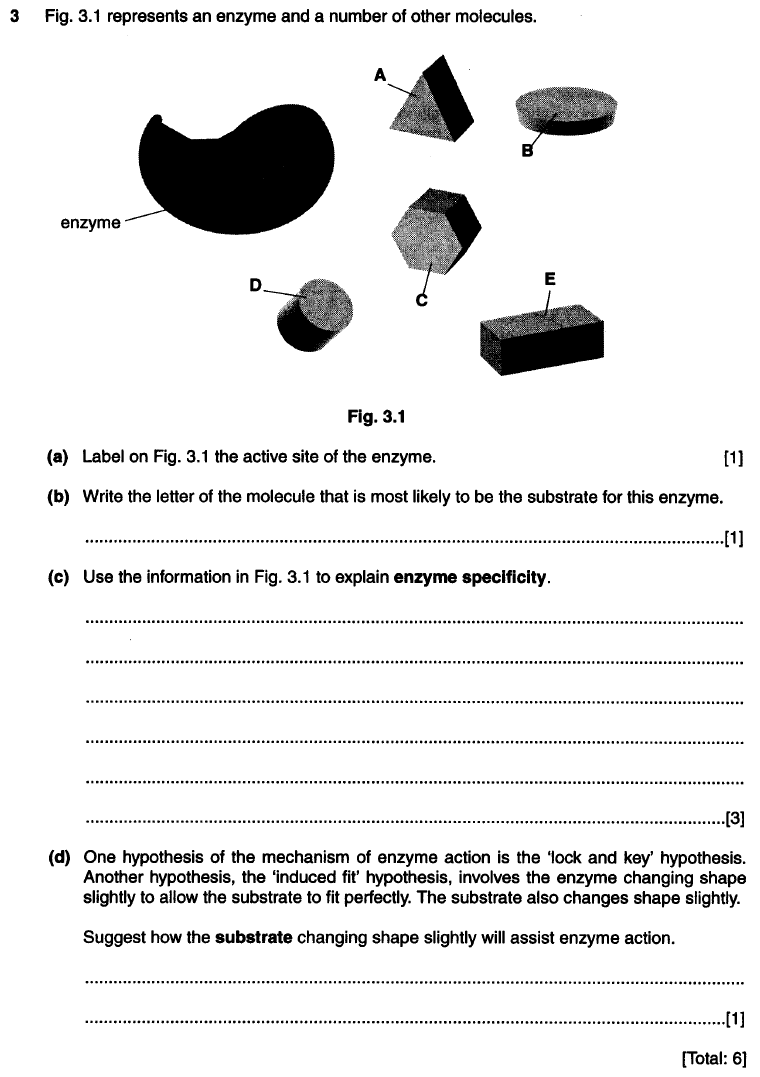 3 Fig. 3.1 represents an enzyme and a number of other molecules.
A
B
enzyme
D
C
E
Fig. 3.1
(a) Label on Fig. 3.1 the active site of the enzyme. [1]
(b) Write the letter of the molecule that is most likely to be the substrate for this enzyme.
[1]
(c) Use the information in Fig. 3.1 to explain enzyme specificity.
[3]
(d) One hypothesis of the mechanism of enzyme action is the ‘lock and key’ hypothesis.
Another hypothesis, the ‘induced fit’ hypothesis, involves the enzyme changing shape
slightly to allow the substrate to fit perfectly. The substrate also changes shape slightly.
Suggest how the substrate changing shape slightly will assist enzyme action.
[1]
[Total: 6]